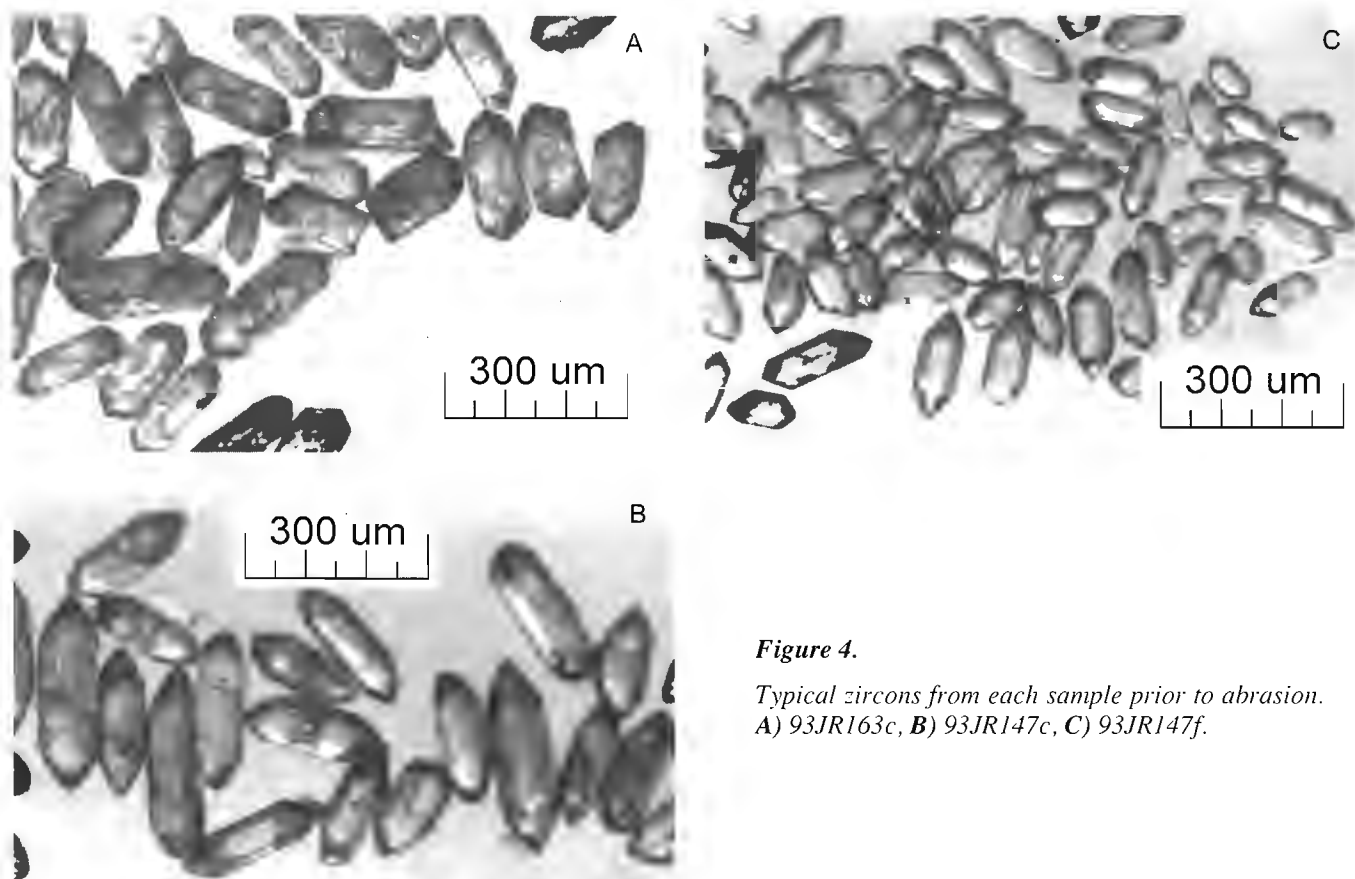 A
C
300 um
300 um
B
300 um
Figure 4.
Typical zircons from each sample prior to abrasion.
A) 93JR163c, B) 93JR147c, C) 93JR147f.